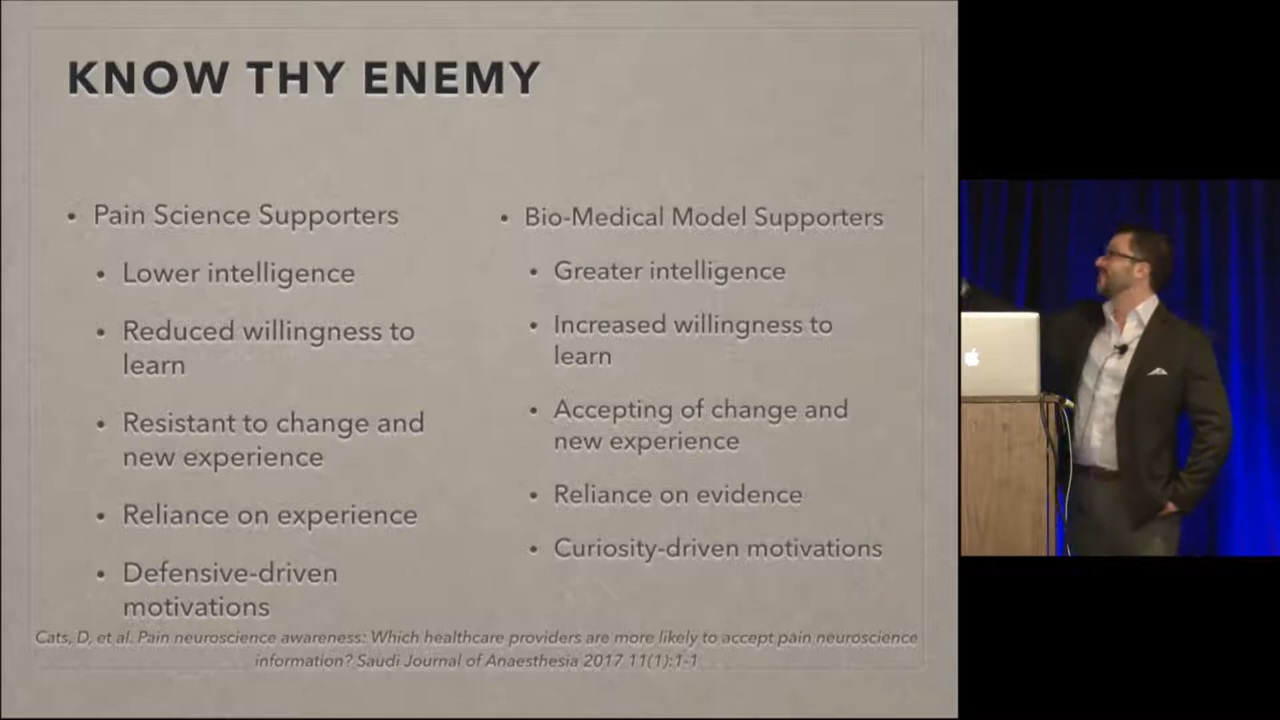 KNOW THY ENEMY
• Pain Science Supporters
• Lower intelligence
• Reduced willingness to
learn
• Resistant to change and
new experience
• Reliance on experience
• Defensive-driven
motivations
• Bio-Medical Model Supporters
• Greater intelligence
• Increased willingness to
learn
• Accepting of change and
new experience
• Reliance on evidence
• Curiosity-driven motivations
Cats, D, et al. Pain neuroscience awareness: Which healthcare providers are more likely to accept pain neuroscience
information? Saudi Journal of Anaesthesia 2017 11(1):1-1